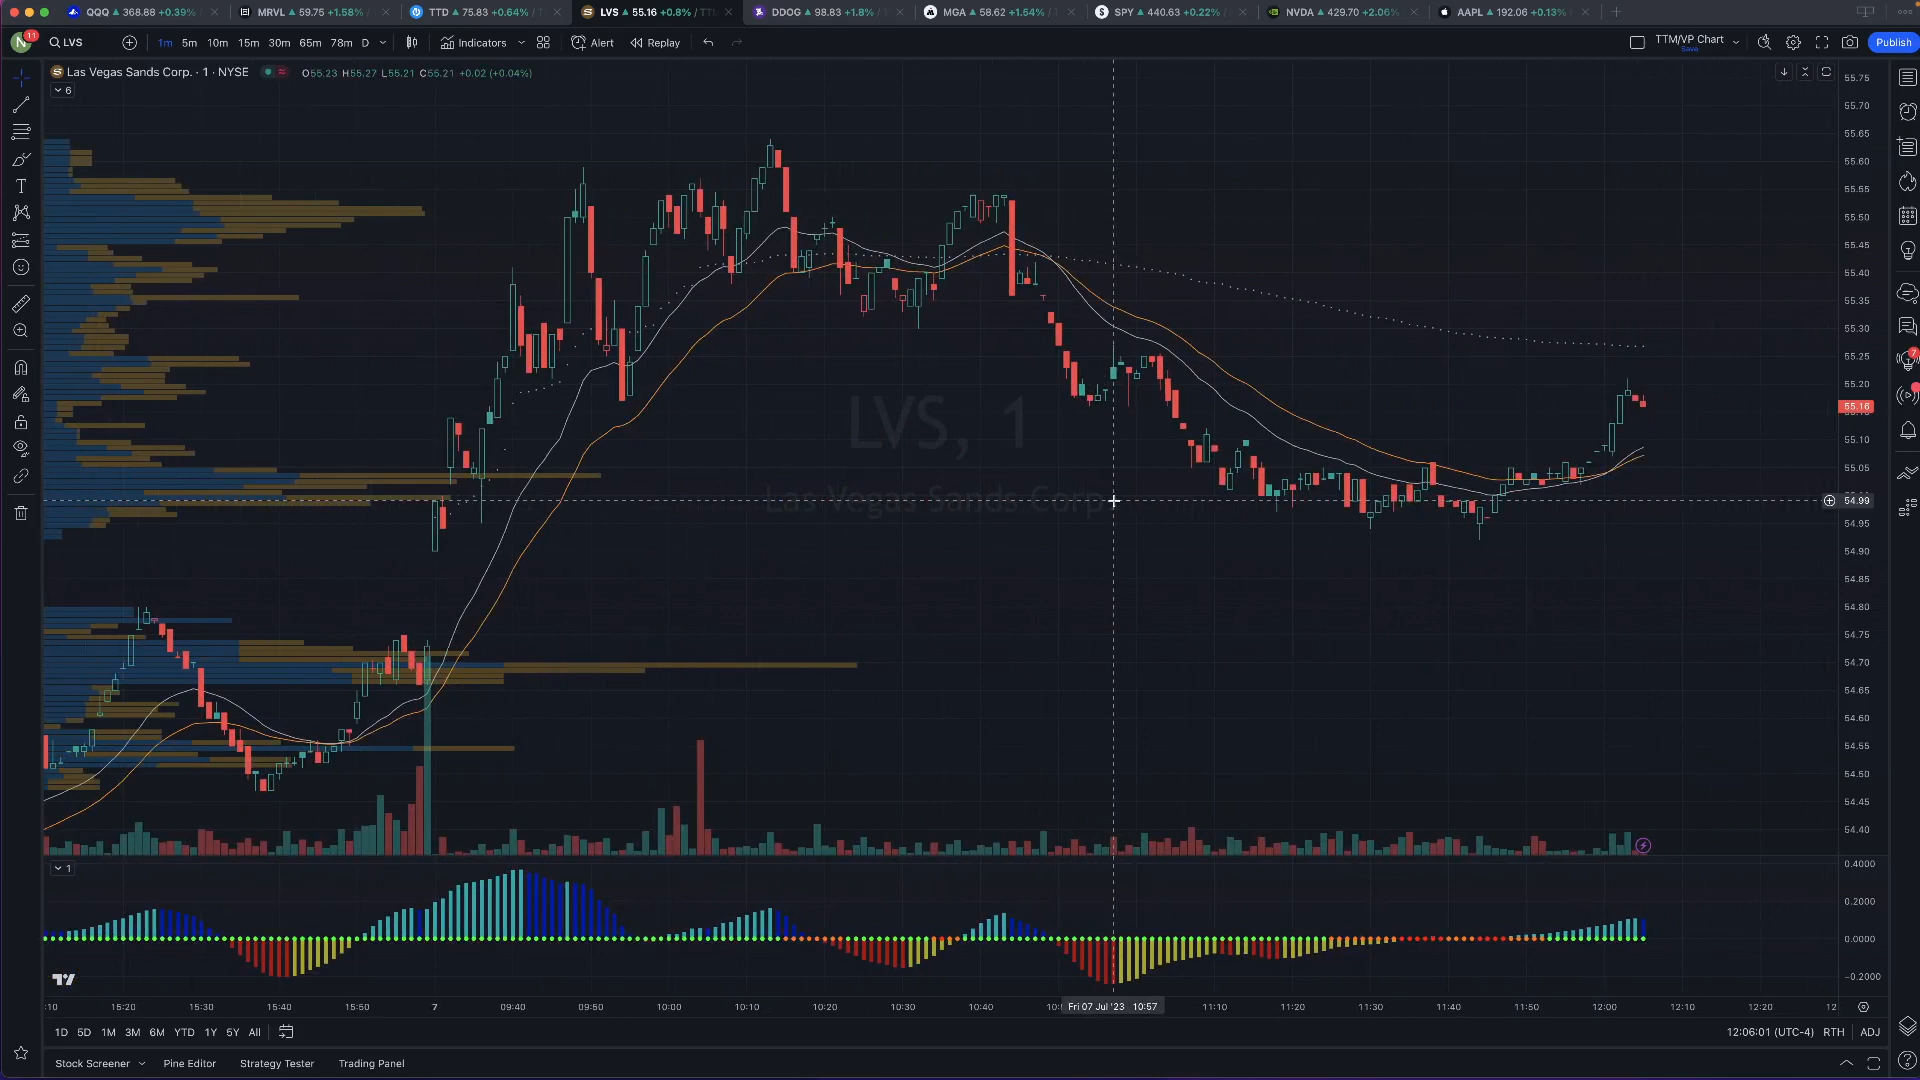 QQQ ▲ 368.88 +0.39%
MRVL ▲ 59.75 +1.58%
TTD ▲ 75.83 +0.64% / T
LVS ▲ 55.16 +0.8% / TTM
DDOG ▲ 98.83 +1.8% /
MGA ▲ 58.62 +1.54% / T
SPY ▲ 440.63 +0.22% /
NVDA ▲ 429.70 +2.06%
AAPL ▲ 192.06 +0.13%
N 11 LVS 1m 5m 10m 15m 30m 65m 78m D Indicators Alert Replay TTM/VP Chart Save Publish
Las Vegas Sands Corp. · 1 · NYSE O55.23 H55.27 L55.21 C55.21 +0.02 (+0.04%)
6
55.75
55.70
55.65
55.60
55.55
55.50
55.45
55.40
55.35
55.30
55.25
55.20
55.16
55.10
55.05
54.99
54.95
54.90
54.85
54.80
54.75
54.70
54.65
54.60
54.55
54.50
54.45
54.40
LVS, 1
Las Vegas Sands Corp.
7
1
0.4000
0.2000
0.0000
−0.2000
:10 15:20 15:30 15:40 15:50 7 09:40 09:50 10:00 10:10 10:20 10:30 10:40 Fri 07 Jul '23 10:57 11:10 11:20 11:30 11:40 11:50 12:00 12:10 12:20 12
1D 5D 1M 3M 6M YTD 1Y 5Y All 12:06:01 (UTC-4) RTH ADJ
Stock Screener Pine Editor Strategy Tester Trading Panel